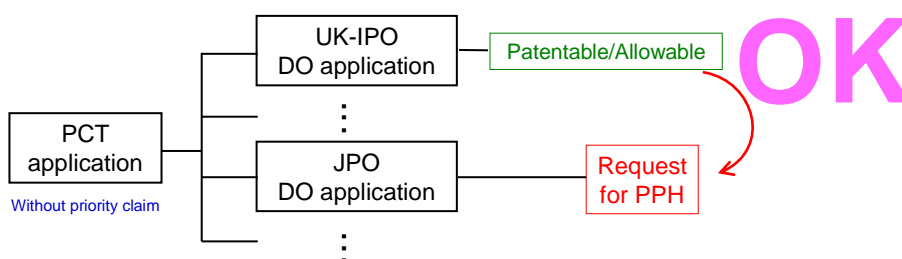 UK-IPO
DO application
Patentable/Allowable
OK
PCT
application
Without priority claim
JPO
DO application
Request
for PPH